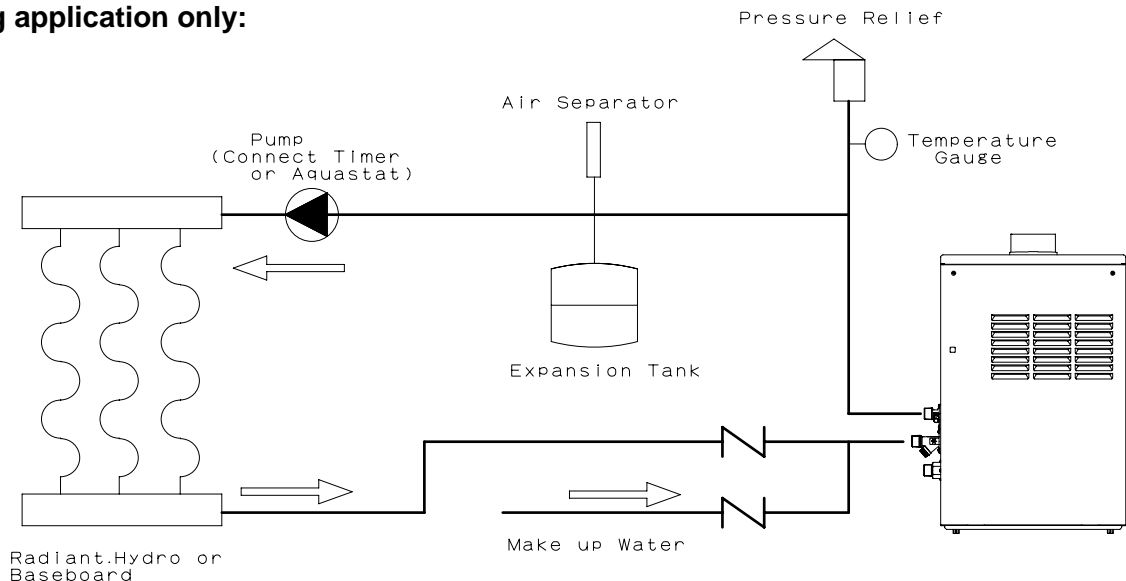 application only:
Pressure Relief
Air Separator
Pump
(Connect Timer
or Aquastat)
Temperature
Gauge
Expansion Tank
Make up Water
Radiant.Hydro or
Baseboard